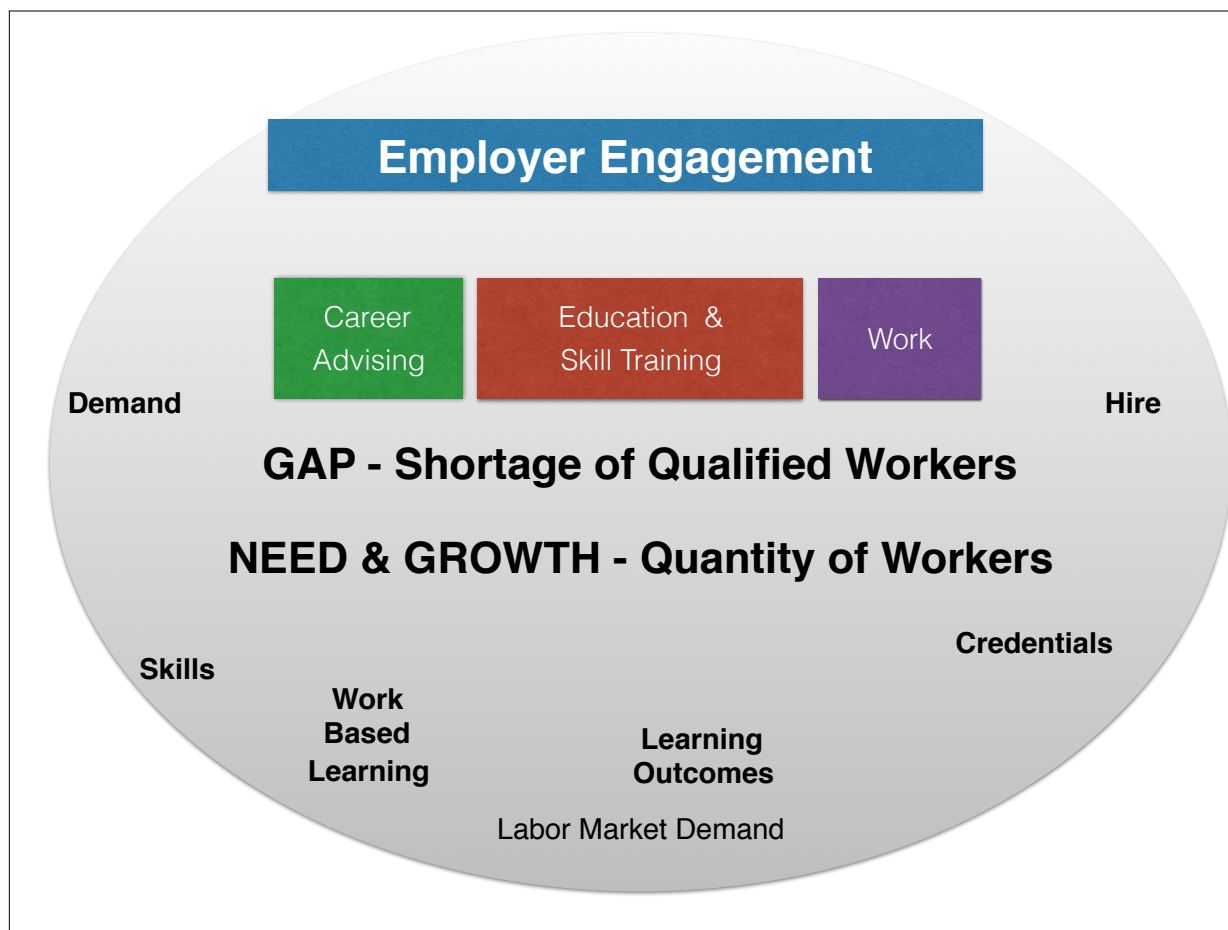 Employer Engagement
Career
Advising
Education &
Skill Training
Work
Demand
Hire
GAP - Shortage of Qualified Workers
NEED & GROWTH - Quantity of Workers
Credentials
Skills
Work
Based
Learning
Learning
Outcomes
Labor Market Demand